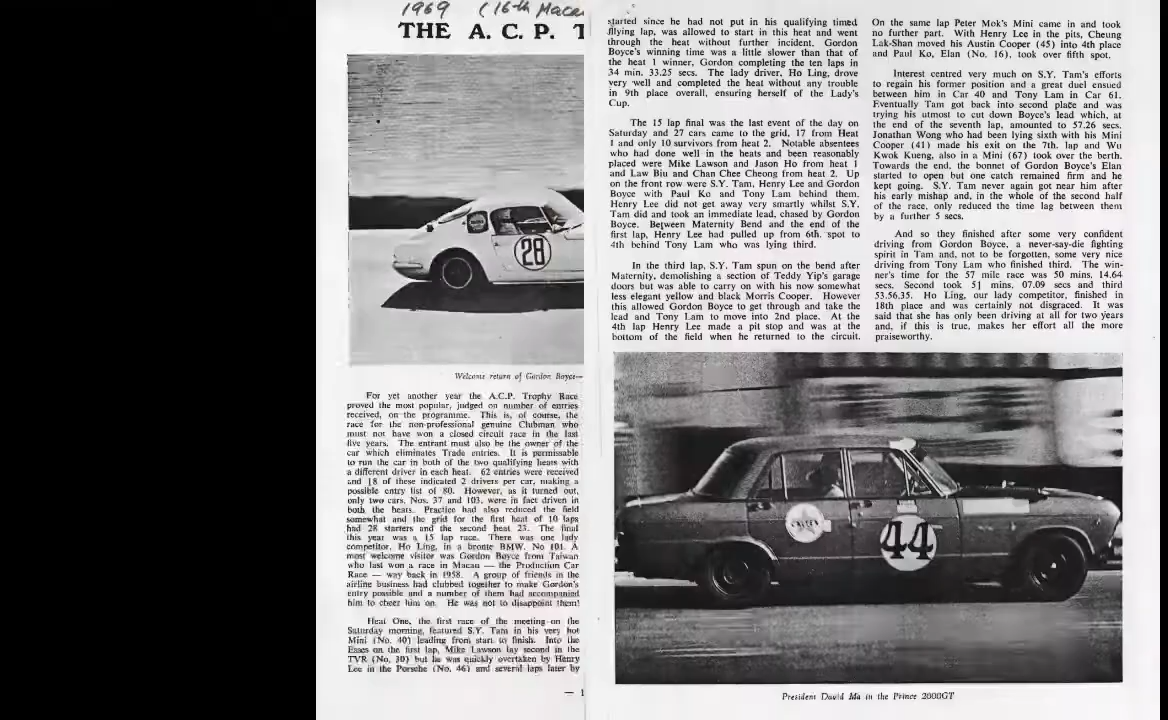 1969 (16th Macau
THE A. C. P. T
28
Welcome return of Gordon Boyce—
For yet another year the A.C.P. Trophy Race
proved the most popular, judged on number of entries
received, on the programme. This is, of course, the
race for the non-professional genuine Clubman who
must not have won a closed circuit race in the last
five years. The entrant must also be the owner of the
car which eliminates Trade entries. It is permissable
to run the car in both of the two qualifying heats with
a different driver in each heat. 62 entries were received
and 18 of these indicated 2 drivers per car, making a
possible entry list of 80. However, as it turned out,
only two cars, Nos. 37 and 103, were in fact driven in
both the heats. Practice had also reduced the field
somewhat and the grid for the first heat of 10 laps
had 28 starters and the second heat 23. The final
this year was a 15 lap race. There was one lady
competitor, Ho Ling, in a bronte BMW. No 101. A
most welcome visitor was Gordon Boyce from Taiwan
who last won a race in Macau — the Production Car
Race — way back in 1958. A group of friends in the
airline business had clubbed together to make Gordon's
entry possible and a number of them had accompanied
him to cheer him on. He was not to disappoint them!
Heat One, the first race of the meeting on the
Saturday morning, featured S.Y. Tam in his very hot
Mini (No. 40) leading from start to finish. Into the
Esses on the first lap, Mike Lawson lay second in the
TVR (No. 30) but he was quickly overtaken by Henry
Lee in the Porsche (No. 46) and several laps later by
— 1
started since he had not put in his qualifying timed
flying lap, was allowed to start in this heat and went
through the heat without further incident. Gordon
Boyce's winning time was a little slower than that of
the heat 1 winner, Gordon completing the ten laps in
34 min. 33.25 secs. The lady driver, Ho Ling, drove
very well and completed the heat without any trouble
in 9th place overall, ensuring herself of the Lady's
Cup.
The 15 lap final was the last event of the day on
Saturday and 27 cars came to the grid, 17 from Heat
1 and only 10 survivors from heat 2. Notable absentees
who had done well in the heats and been reasonably
placed were Mike Lawson and Jason Ho from heat 1
and Law Biu and Chan Chee Cheong from heat 2. Up
on the front row were S.Y. Tam, Henry Lee and Gordon
Boyce with Paul Ko and Tony Lam behind them.
Henry Lee did not get away very smartly whilst S.Y.
Tam did and took an immediate lead, chased by Gordon
Boyce. Between Maternity Bend and the end of the
first lap, Henry Lee had pulled up from 6th. spot to
4th behind Tony Lam who was lying third.
In the third lap, S.Y. Tam spun on the bend after
Maternity, demolishing a section of Teddy Yip's garage
doors but was able to carry on with his now somewhat
less elegant yellow and black Morris Cooper. However
this allowed Gordon Boyce to get through and take the
lead and Tony Lam to move into 2nd place. At the
4th lap Henry Lee made a pit stop and was at the
bottom of the field when he returned to the circuit.
On the same lap Peter Mok's Mini came in and took
no further part. With Henry Lee in the pits, Cheung
Lak-Shan moved his Austin Cooper (45) into 4th place
and Paul Ko, Elan (No. 16), took over fifth spot.
Interest centred very much on S.Y. Tam's efforts
to regain his former position and a great duel ensued
between him in Car 40 and Tony Lam in Car 61.
Eventually Tam got back into second place and was
trying his utmost to cut down Boyce's lead which, at
the end of the seventh lap, amounted to 57.26 secs.
Jonathan Wong who had been lying sixth with his Mini
Cooper (41) made his exit on the 7th. lap and Wu
Kwok Kueng, also in a Mini (67) took over the berth.
Towards the end, the bonnet of Gordon Boyce's Elan
started to open but one catch remained firm and he
kept going. S.Y. Tam never again got near him after
his early mishap and, in the whole of the second half
of the race, only reduced the time lag between them
by a further 5 secs.
And so they finished after some very confident
driving from Gordon Boyce, a never-say-die fighting
spirit in Tam and, not to be forgotten, some very nice
driving from Tony Lam who finished third. The win-
ner's time for the 57 mile race was 50 mins. 14.64
secs. Second took 51 mins. 07.09 secs and third
53.56.35. Ho Ling, our lady competitor, finished in
18th place and was certainly not disgraced. It was
said that she has only been driving at all for two years
and, if this is true, makes her effort all the more
praiseworthy.
44
President David Ma in the Prince 2000GT